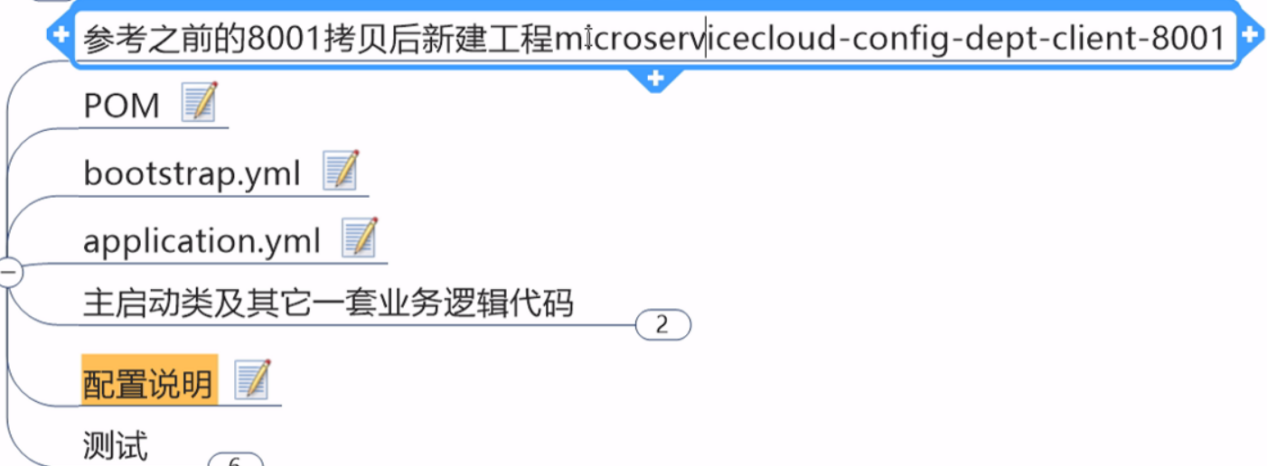 参考之前的8001拷贝后新建工程microservicecloud-config-dept-client-8001
POM
bootstrap.yml
application.yml
主启动类及其它一套业务逻辑代码
2
配置说明
测试
6